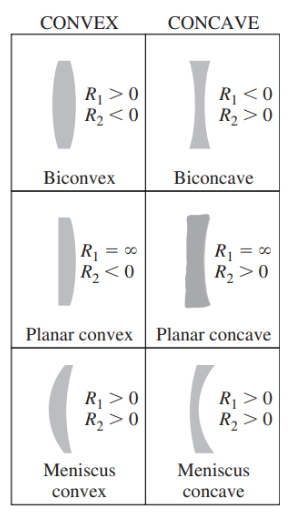 CONVEX CONCAVE
R₁ > 0
R₂ < 0
Biconvex
R₁ < 0
R₂ > 0
Biconcave
R₁ = ∞
R₂ < 0
Planar convex
R₁ = ∞
R₂ > 0
Planar concave
R₁ > 0
R₂ > 0
Meniscus
convex
R₁ > 0
R₂ > 0
Meniscus
concave